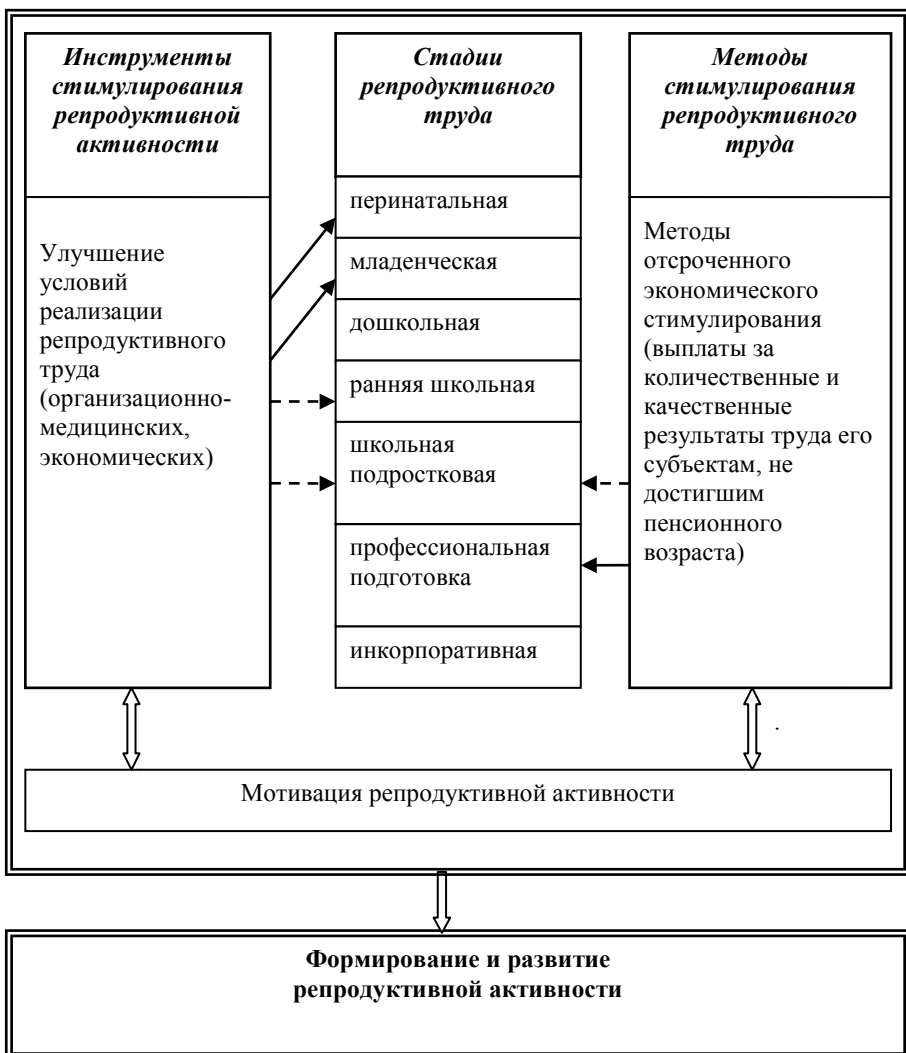 Инструменты
стимулирования
репродуктивной
активности
Улучшение
условий
реализации
репродуктивного
труда
(организационно-
медицинских,
экономических)
Стадии
репродуктивного
труда
перинатальная
младенческая
дошкольная
ранняя школьная
школьная
подростковая
профессиональная
подготовка
инкорпоративная
Методы
стимулирования
репродуктивного
труда
Методы
отсроченного
экономического
стимулирования
(выплаты за
количественные и
качественные
результаты труда его
субъектам, не
достигшим
пенсионного
возраста)
.
Мотивация репродуктивной активности
Формирование и развитие
репродуктивной активности